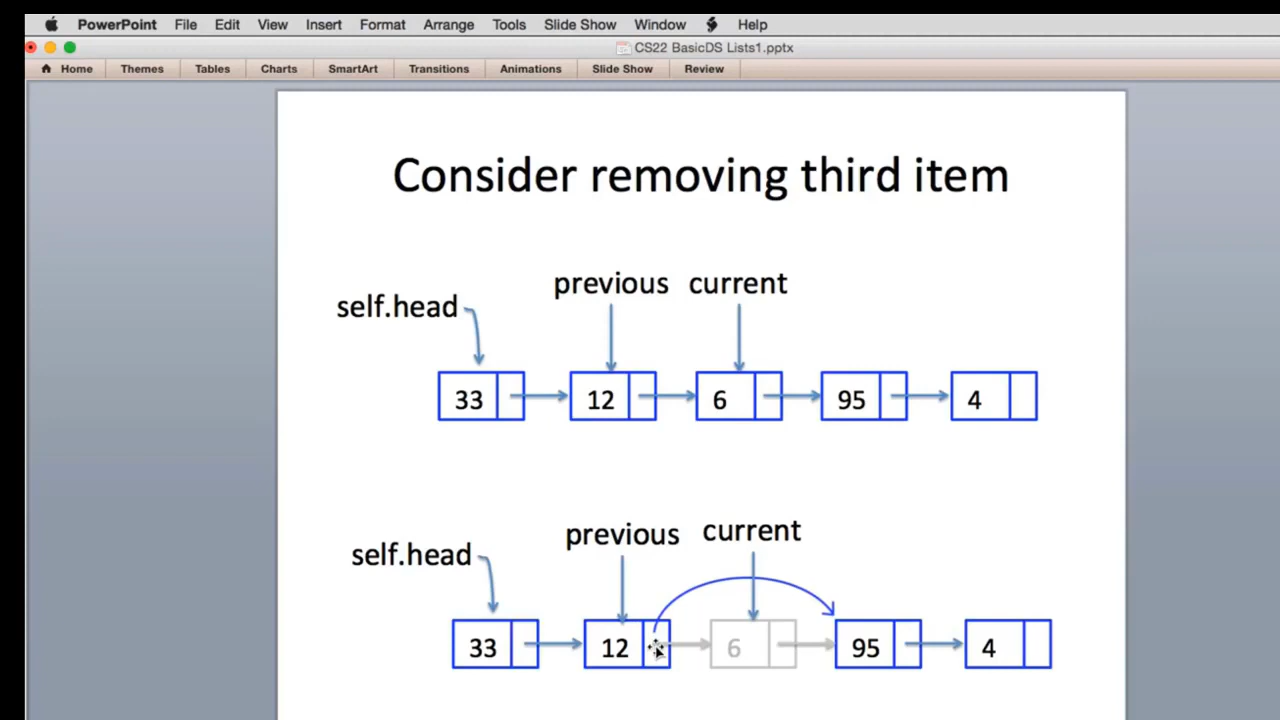 PowerPoint File Edit View Insert Format Arrange Tools Slide Show Window Help
CS22 BasicDS Lists1.pptx
Home Themes Tables Charts SmartArt Transitions Animations Slide Show Review
Consider removing third item
previous current
self.head
33 12 6 95 4
previous current
self.head
33 12 6 95 4